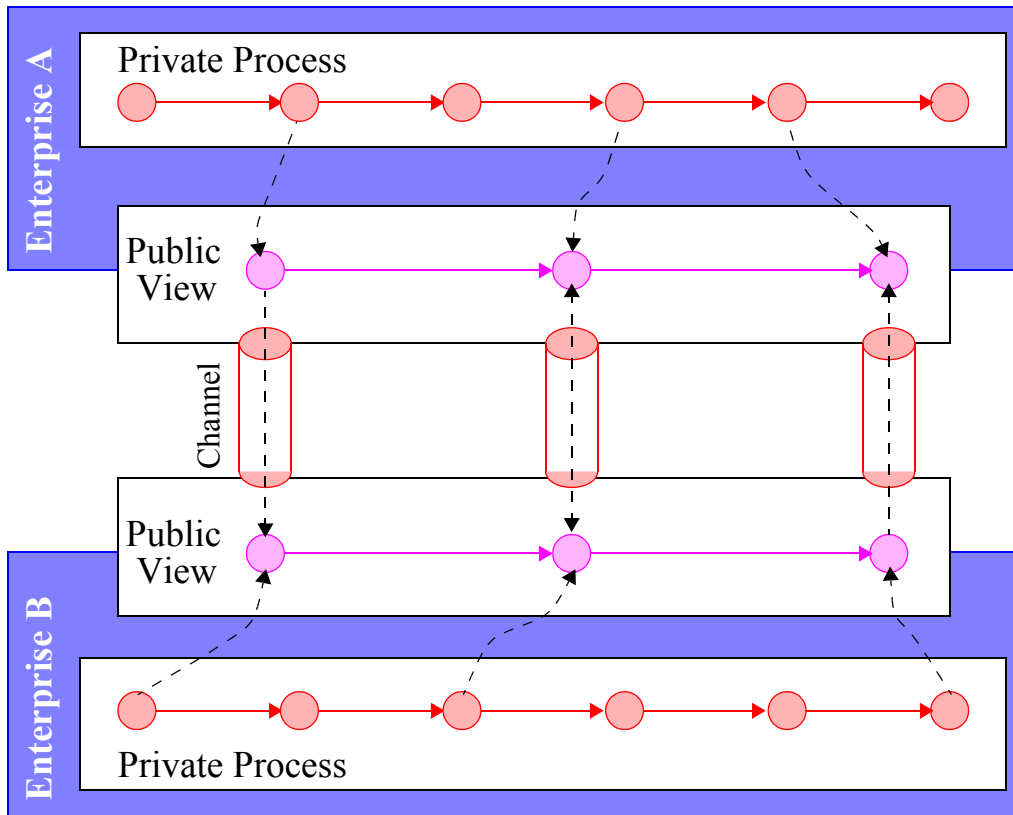 Enterprise A
Private Process
Public
View
Channel
Public
View
Enterprise B
Private Process